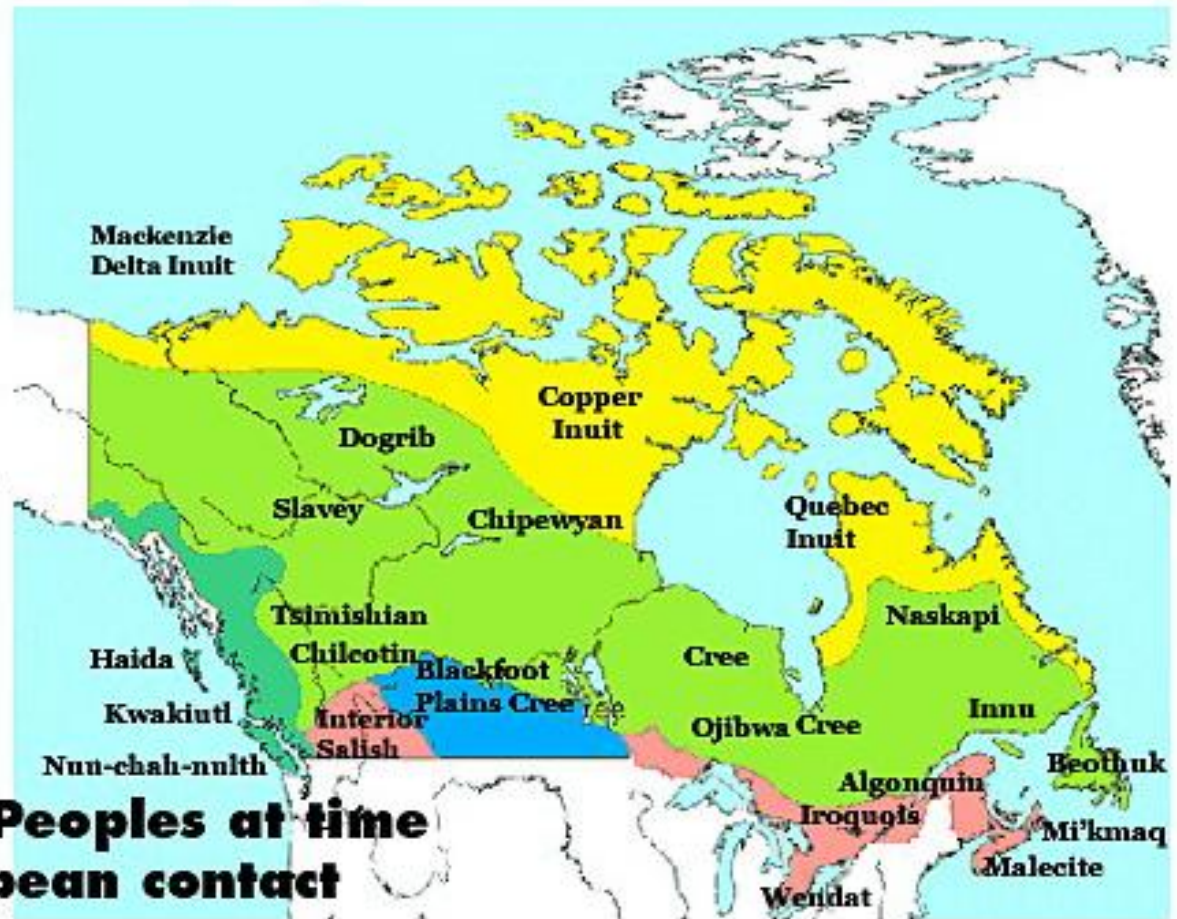 Mackenzie
Delta Inuit
Copper
Inuit
Dogrib
Slavey
Chipewyan
Quebec
Inuit
Tsimishian
Naskapi
Haida
Chilcotin
Cree
Blackfoot
Plains Cree
Kwakiutl
Interior
Salish
Ojibwa Cree
Innu
Nuu-chah-nulth
Beothuk
Algonquin
Iroquois
Mi'kmaq
Malecite
Wendat
Peoples at time
pean contact